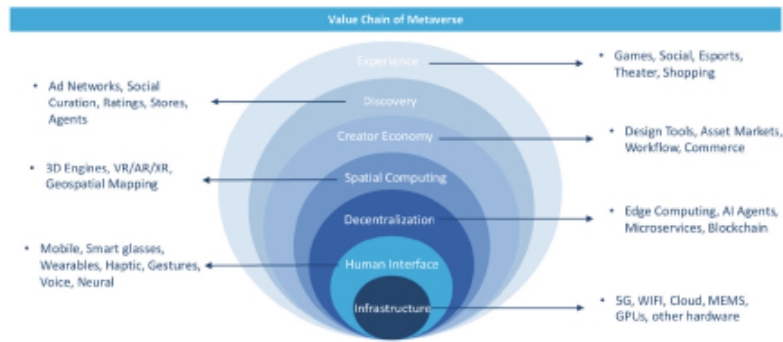 Value Chain of Metaverse
Experience
• Games, Social, Esports,
Theater, Shopping
• Ad Networks, Social
Curation, Ratings, Stores,
Agents
Discovery
Creator Economy
• Design Tools, Asset Markets,
Workflow, Commerce
• 3D Engines, VR/AR/XR,
Geospatial Mapping
Spatial Computing
Decentralization
• Edge Computing, AI Agents,
Microservices, Blockchain
• Mobile, Smart glasses,
Wearables, Haptic, Gestures,
Voice, Neural
Human Interface
Infrastructure
• 5G, WIFI, Cloud, MEMS,
GPUs, other hardware